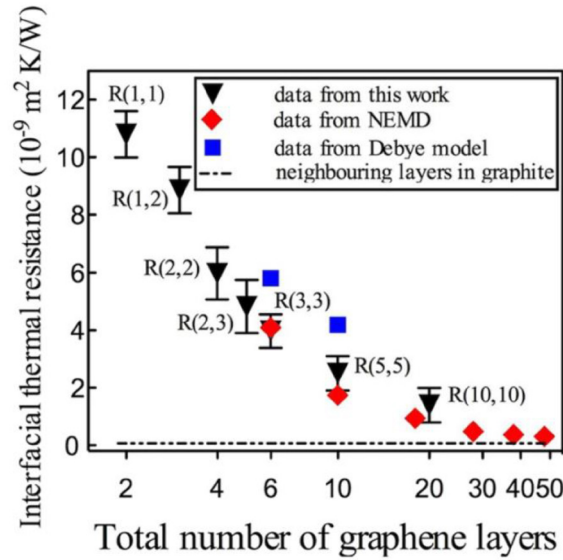 Interfacial thermal resistance (10⁻⁹ m² K/W)
12
10
8
6
4
2
0
data from this work
data from NEMD
data from Debye model
neighbouring layers in graphite
R(1,1)
R(1,2)
R(2,2)
R(2,3)
R(3,3)
R(5,5)
R(10,10)
2 4 6 10 20 30 4050
Total number of graphene layers